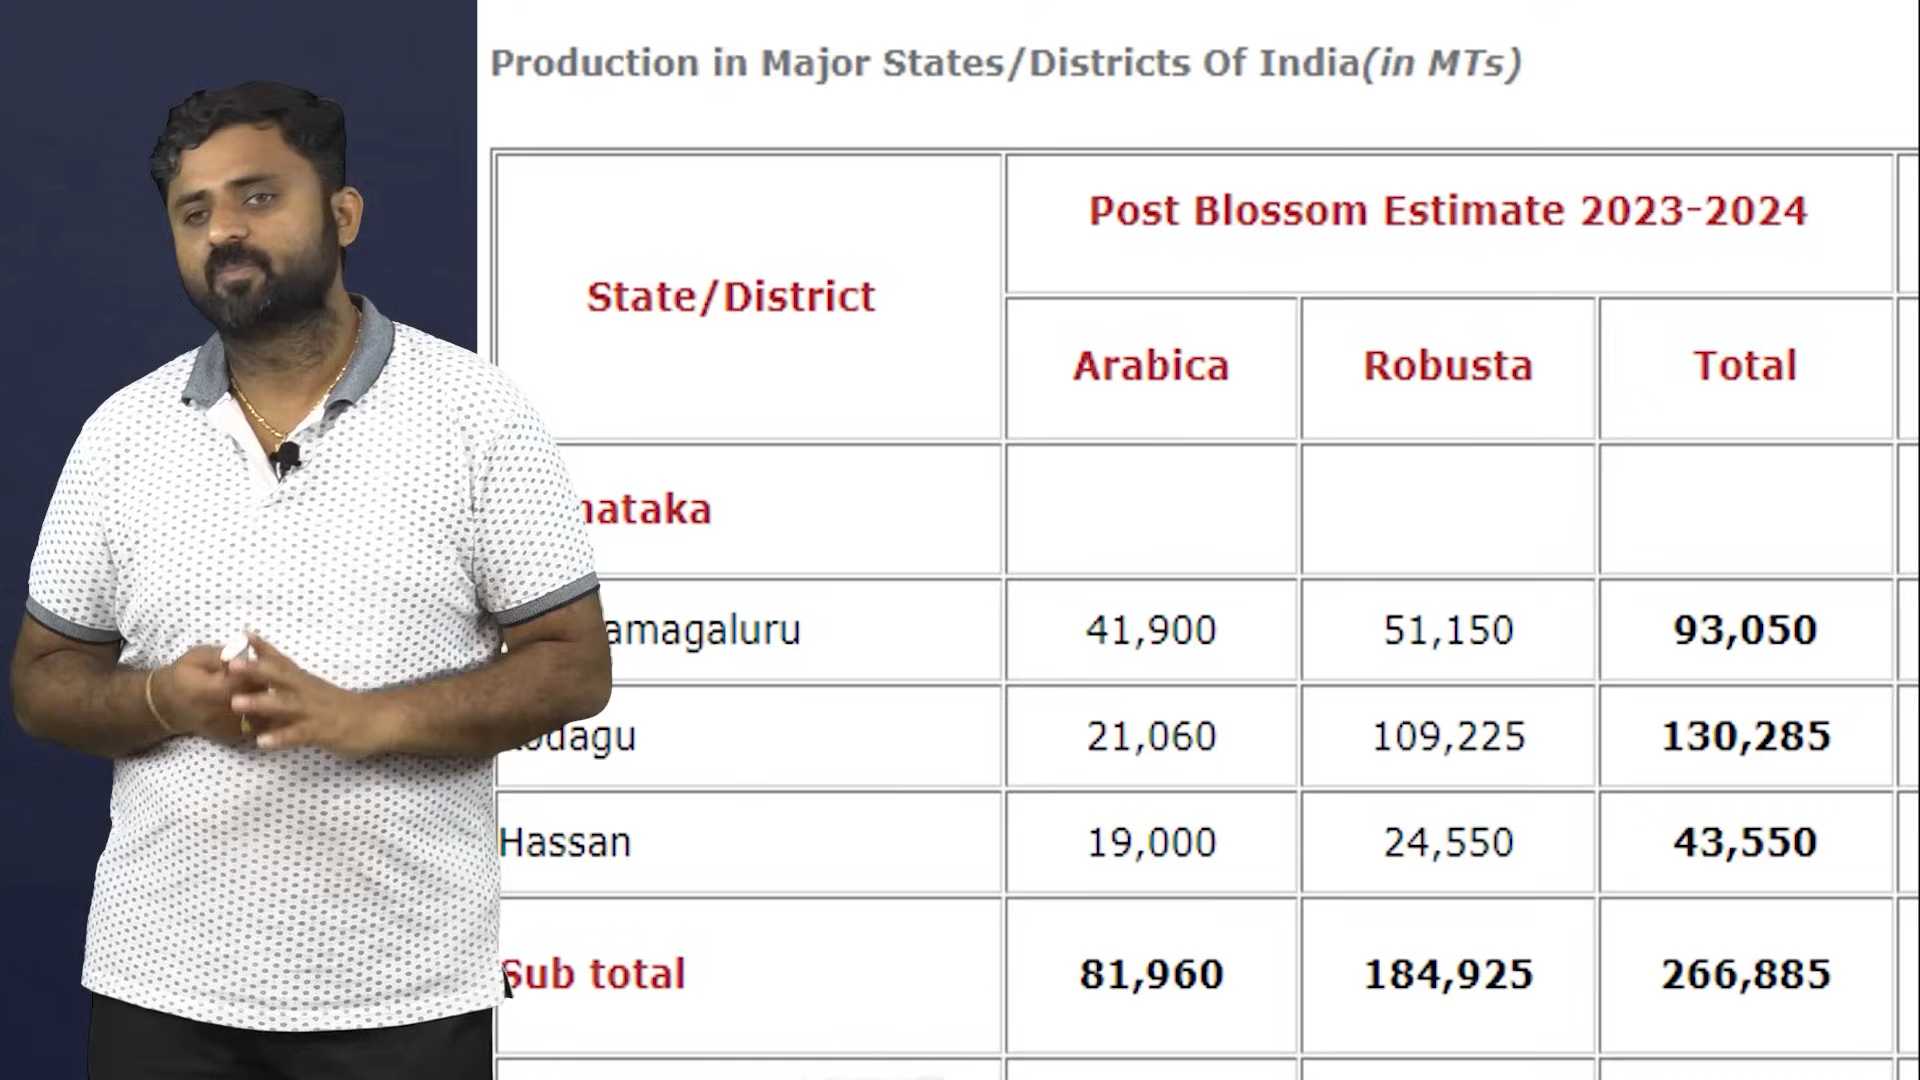 Production in Major States/Districts Of India(in MTs)
State/District
Post Blossom Estimate 2023-2024
Arabica Robusta Total
41,900 51,150 93,050
21,060 109,225 130,285
Hassan 19,000 24,550 43,550
Sub total 81,960 184,925 266,885